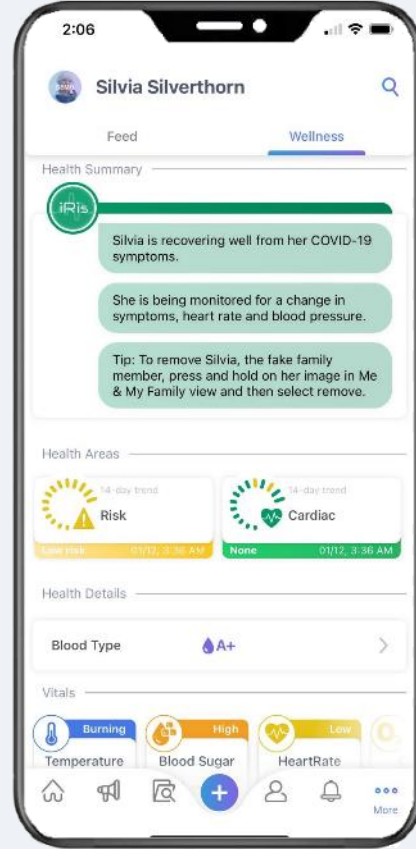 2:06
Silvia Silverthorn
Feed
Wellness
Health Summary
iRis
Silvia is recovering well from her COVID-19
symptoms.
She is being monitored for a change in
symptoms, heart rate and blood pressure.
Tip: To remove Silvia, the fake family
member, press and hold on her image in Me
& My Family view and then select remove.
Health Areas
14-day trend
Risk
Low risk 01/12, 3:36 AM
14-day trend
Cardiac
None 01/12, 3:36 AM
Health Details
Blood Type A+
Vitals
Burning
Temperature
High
Blood Sugar
Low
HeartRate
More